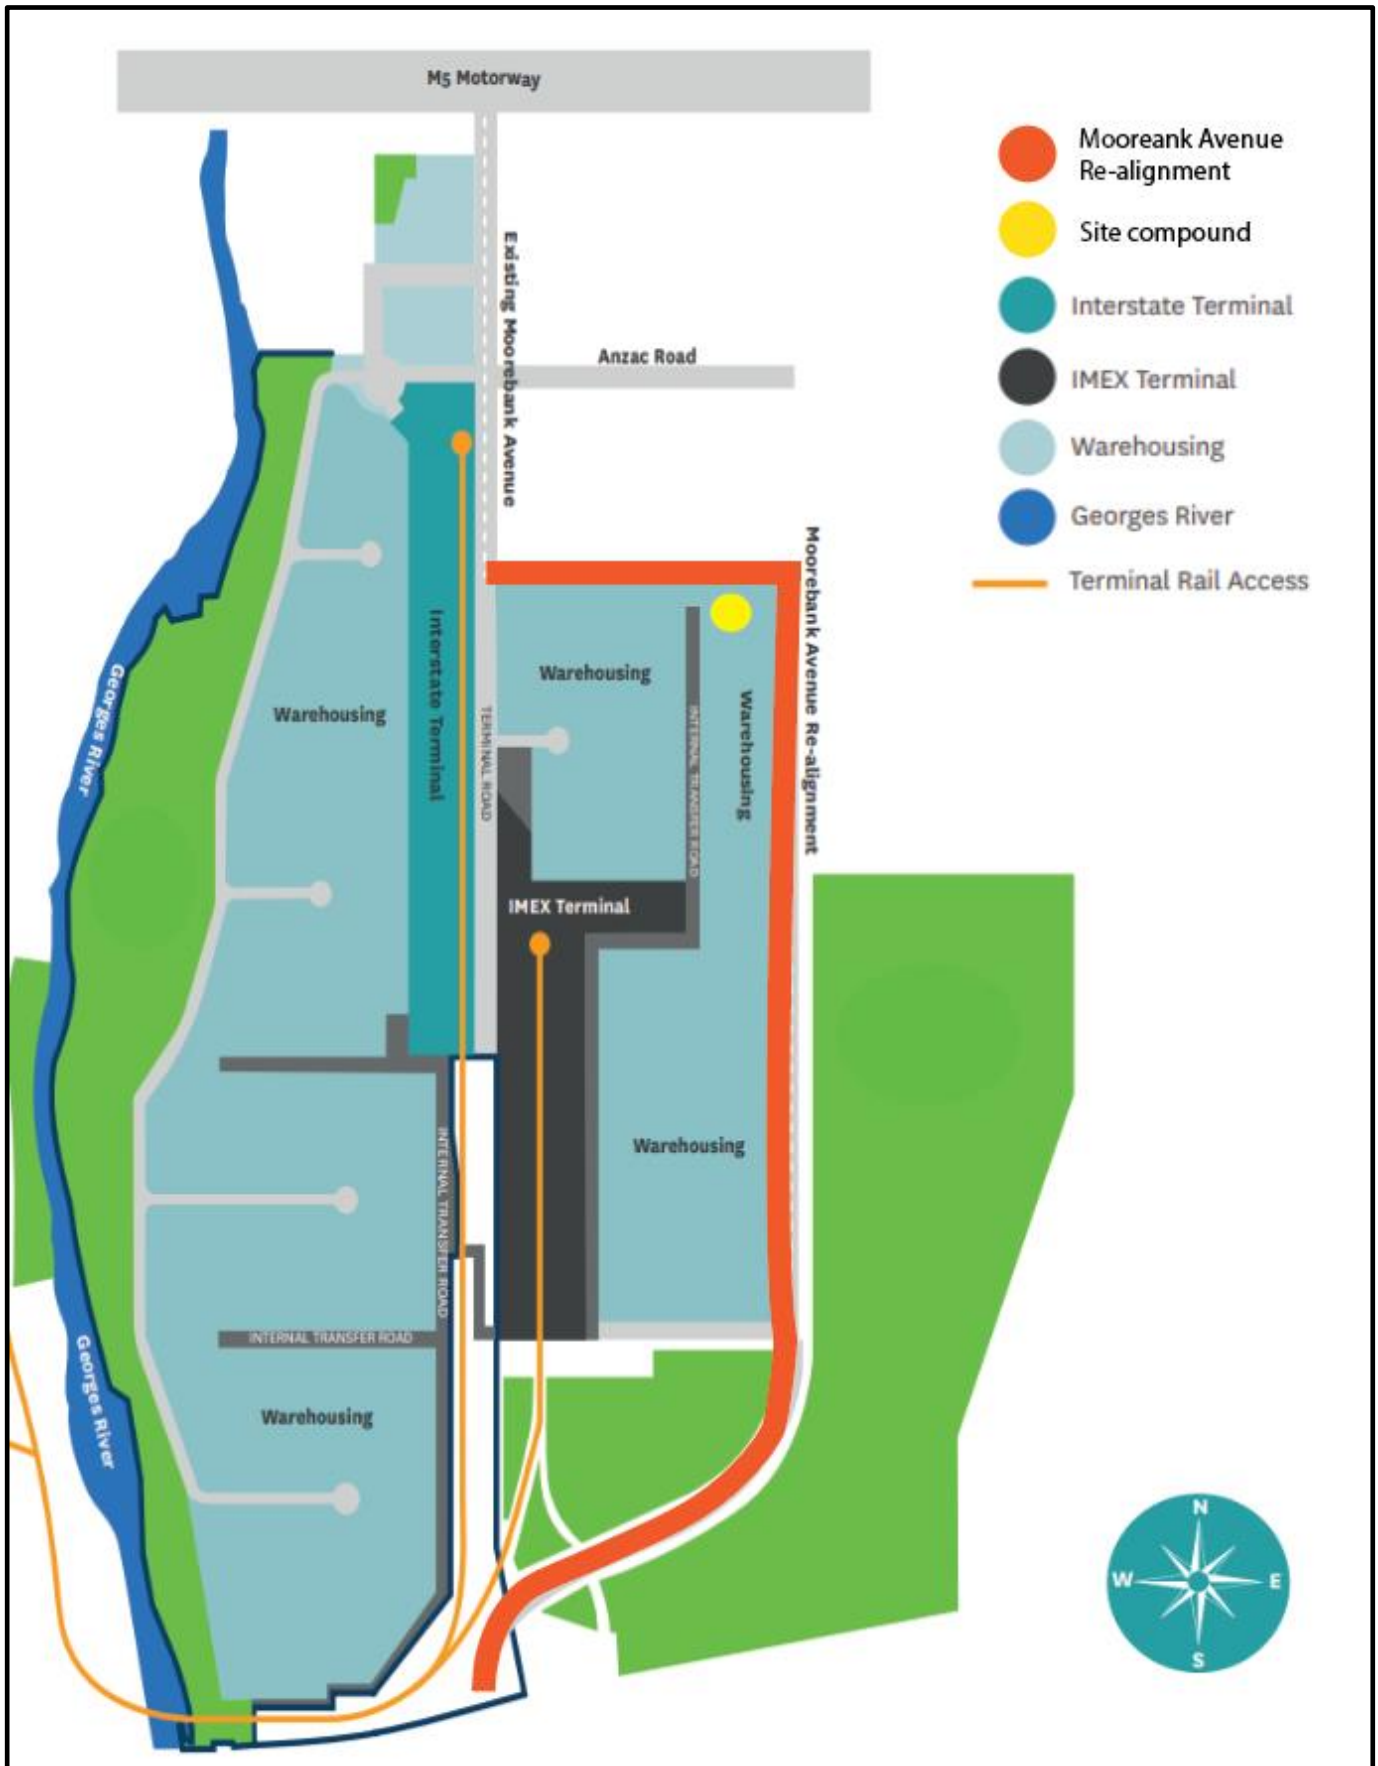 M5 Motorway
Mooreank Avenue
Re-alignment
Site compound
Interstate Terminal
IMEX Terminal
Warehousing
Georges River
Terminal Rail Access
Existing Moorebank Avenue
Anzac Road
Moorebank Avenue Re-alignment
Interstate Terminal
Georges River
Warehousing
TERMINAL ROAD
Warehousing
INTERNAL TRANSFER ROAD
Warehousing
IMEX Terminal
Warehousing
INTERNAL TRANSFER ROAD
INTERNAL TRANSFER ROAD
Georges River
Warehousing
N
W
E
S